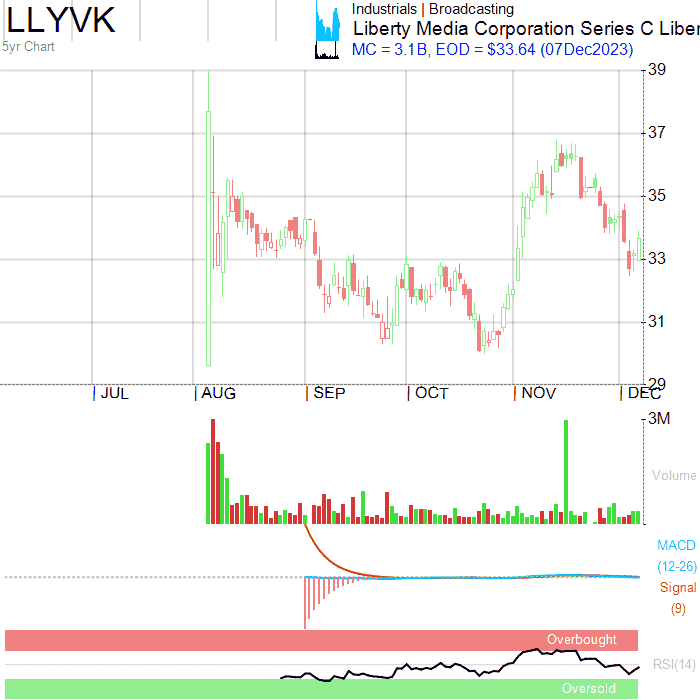 LLYVK
5yr Chart
Industrials | Broadcasting
Liberty Media Corporation Series C Liber
MC = 3.1B, EOD = $33.64 (07Dec2023)
39
37
35
33
31
29
JUL AUG SEP OCT NOV DEC
3M
Volume
MACD
(12-26)
Signal
(9)
Overbought
RSI(14)
Oversold